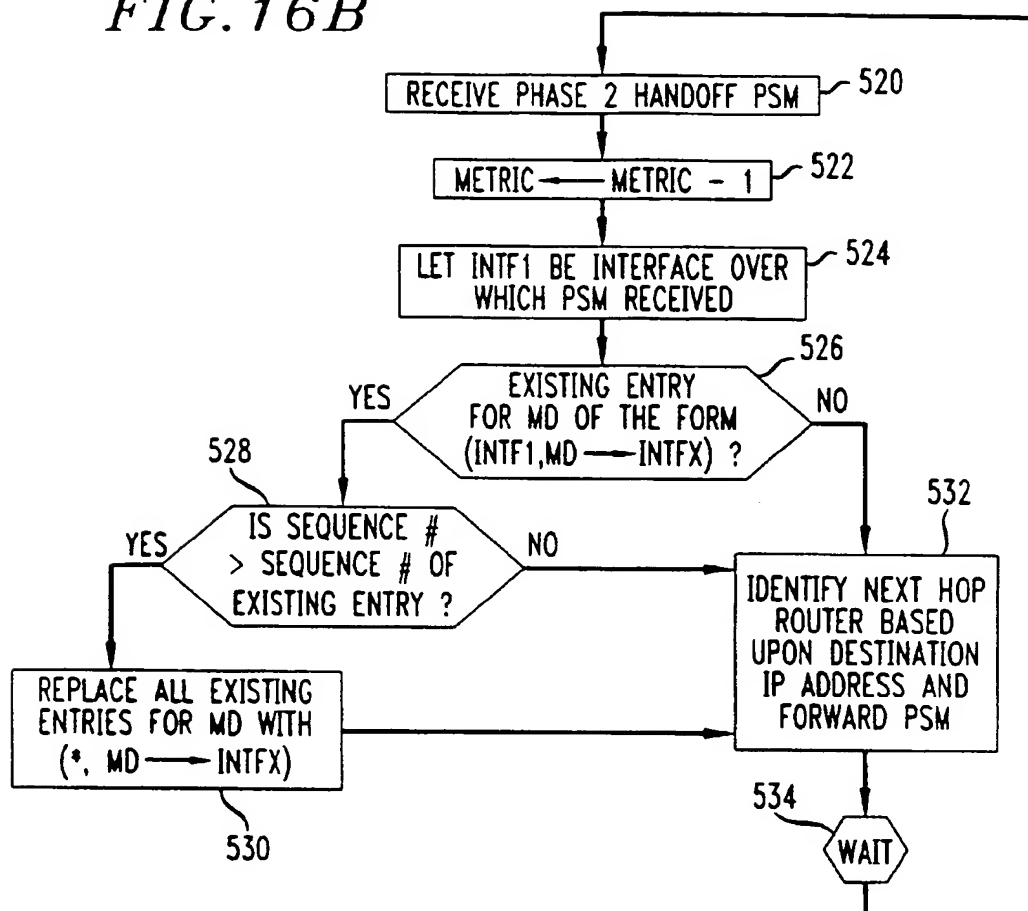 FIG. 16B
RECEIVE PHASE 2 HANDOFF PSM
520
METRIC ← METRIC - 1
522
LET INTF1 BE INTERFACE OVER
WHICH PSM RECEIVED
524
EXISTING ENTRY
FOR MD OF THE FORM
(INTF1,MD → INTFX) ?
526
YES
NO
528
IS SEQUENCE #
> SEQUENCE # OF
EXISTING ENTRY ?
YES
NO
532
IDENTIFY NEXT HOP
ROUTER BASED
UPON DESTINATION
IP ADDRESS AND
FORWARD PSM
REPLACE ALL EXISTING
ENTRIES FOR MD WITH
(*, MD → INTFX)
530
534
WAIT